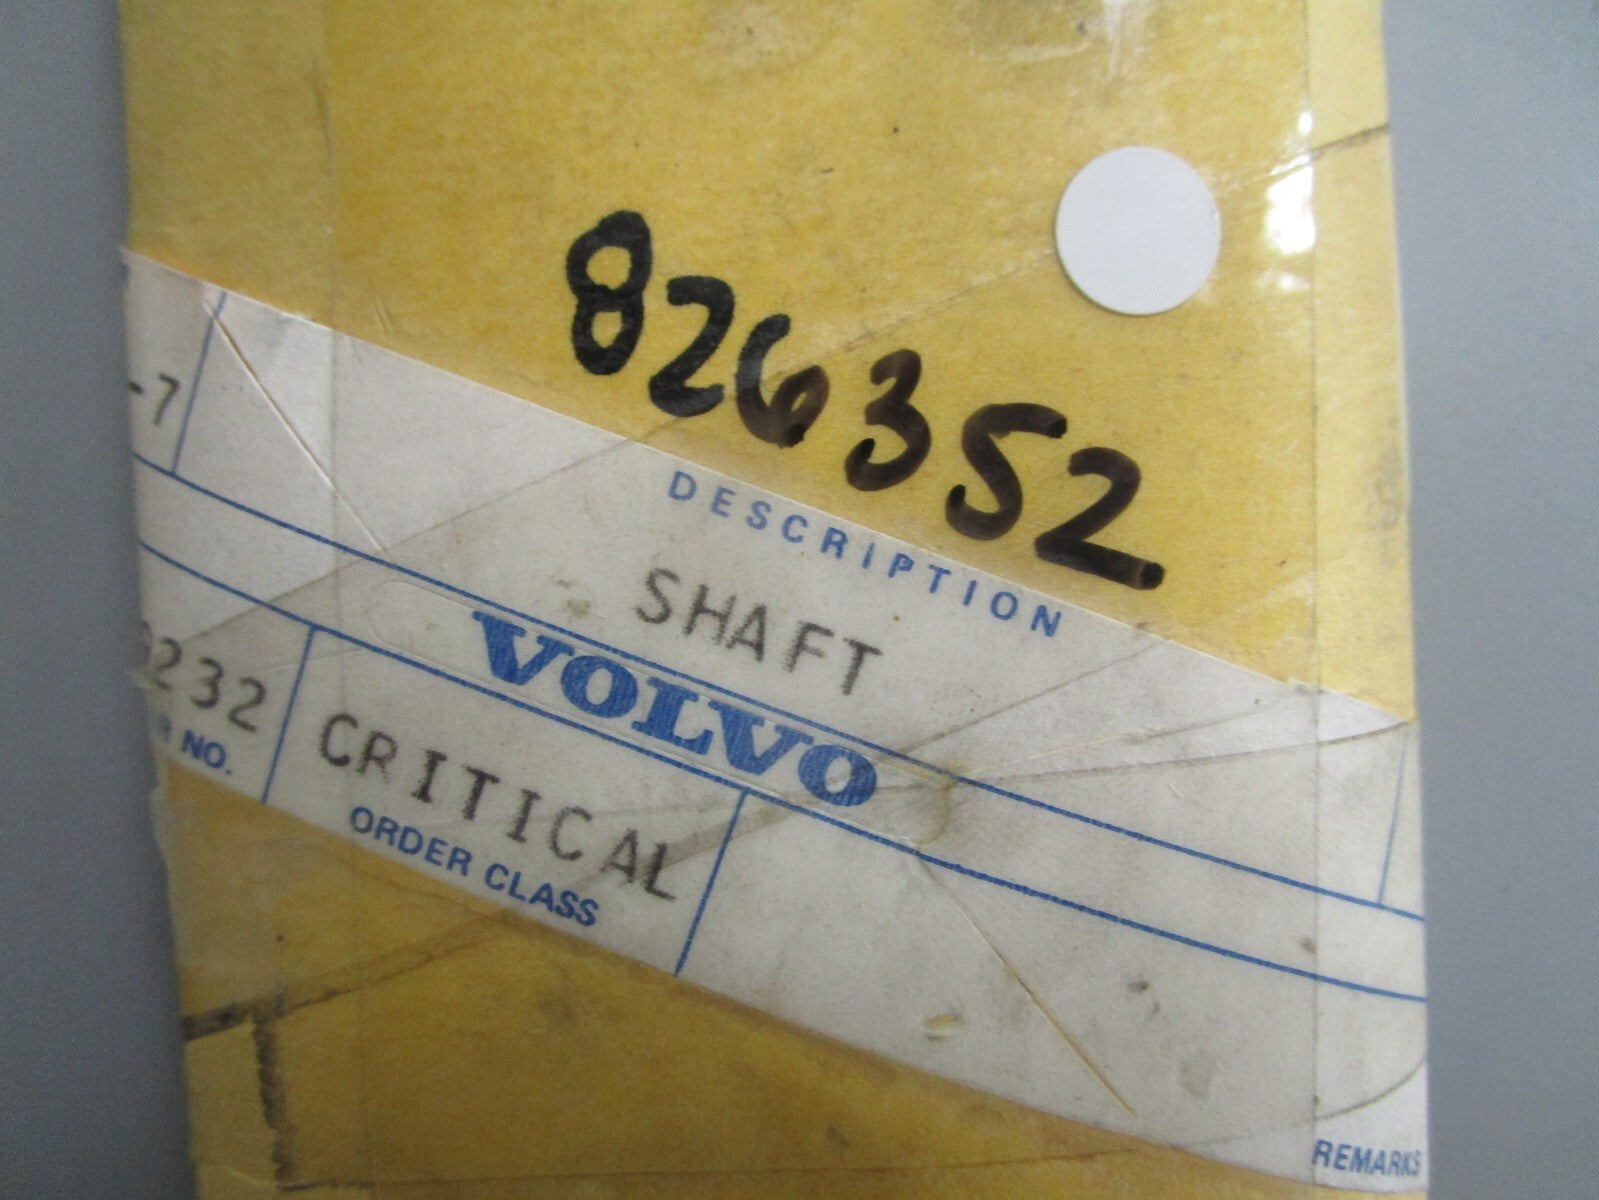 826352
DESCRIPTION
-7
SHAFT
VOLVO
232
CRITICAL
NO.
ORDER CLASS
REMARKS